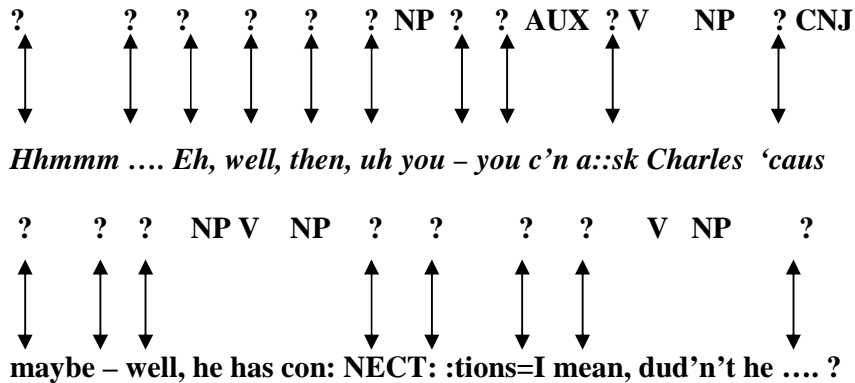 ? ? ? ? ? ? NP ? ? AUX ? V NP ? CNJ
Hhmmm …. Eh, well, then, uh you – you c’n a::sk Charles ‘caus
? ? ? NP V NP ? ? ? ? V NP ?
maybe – well, he has con: NECT: :tions=I mean, dud’n’t he …. ?